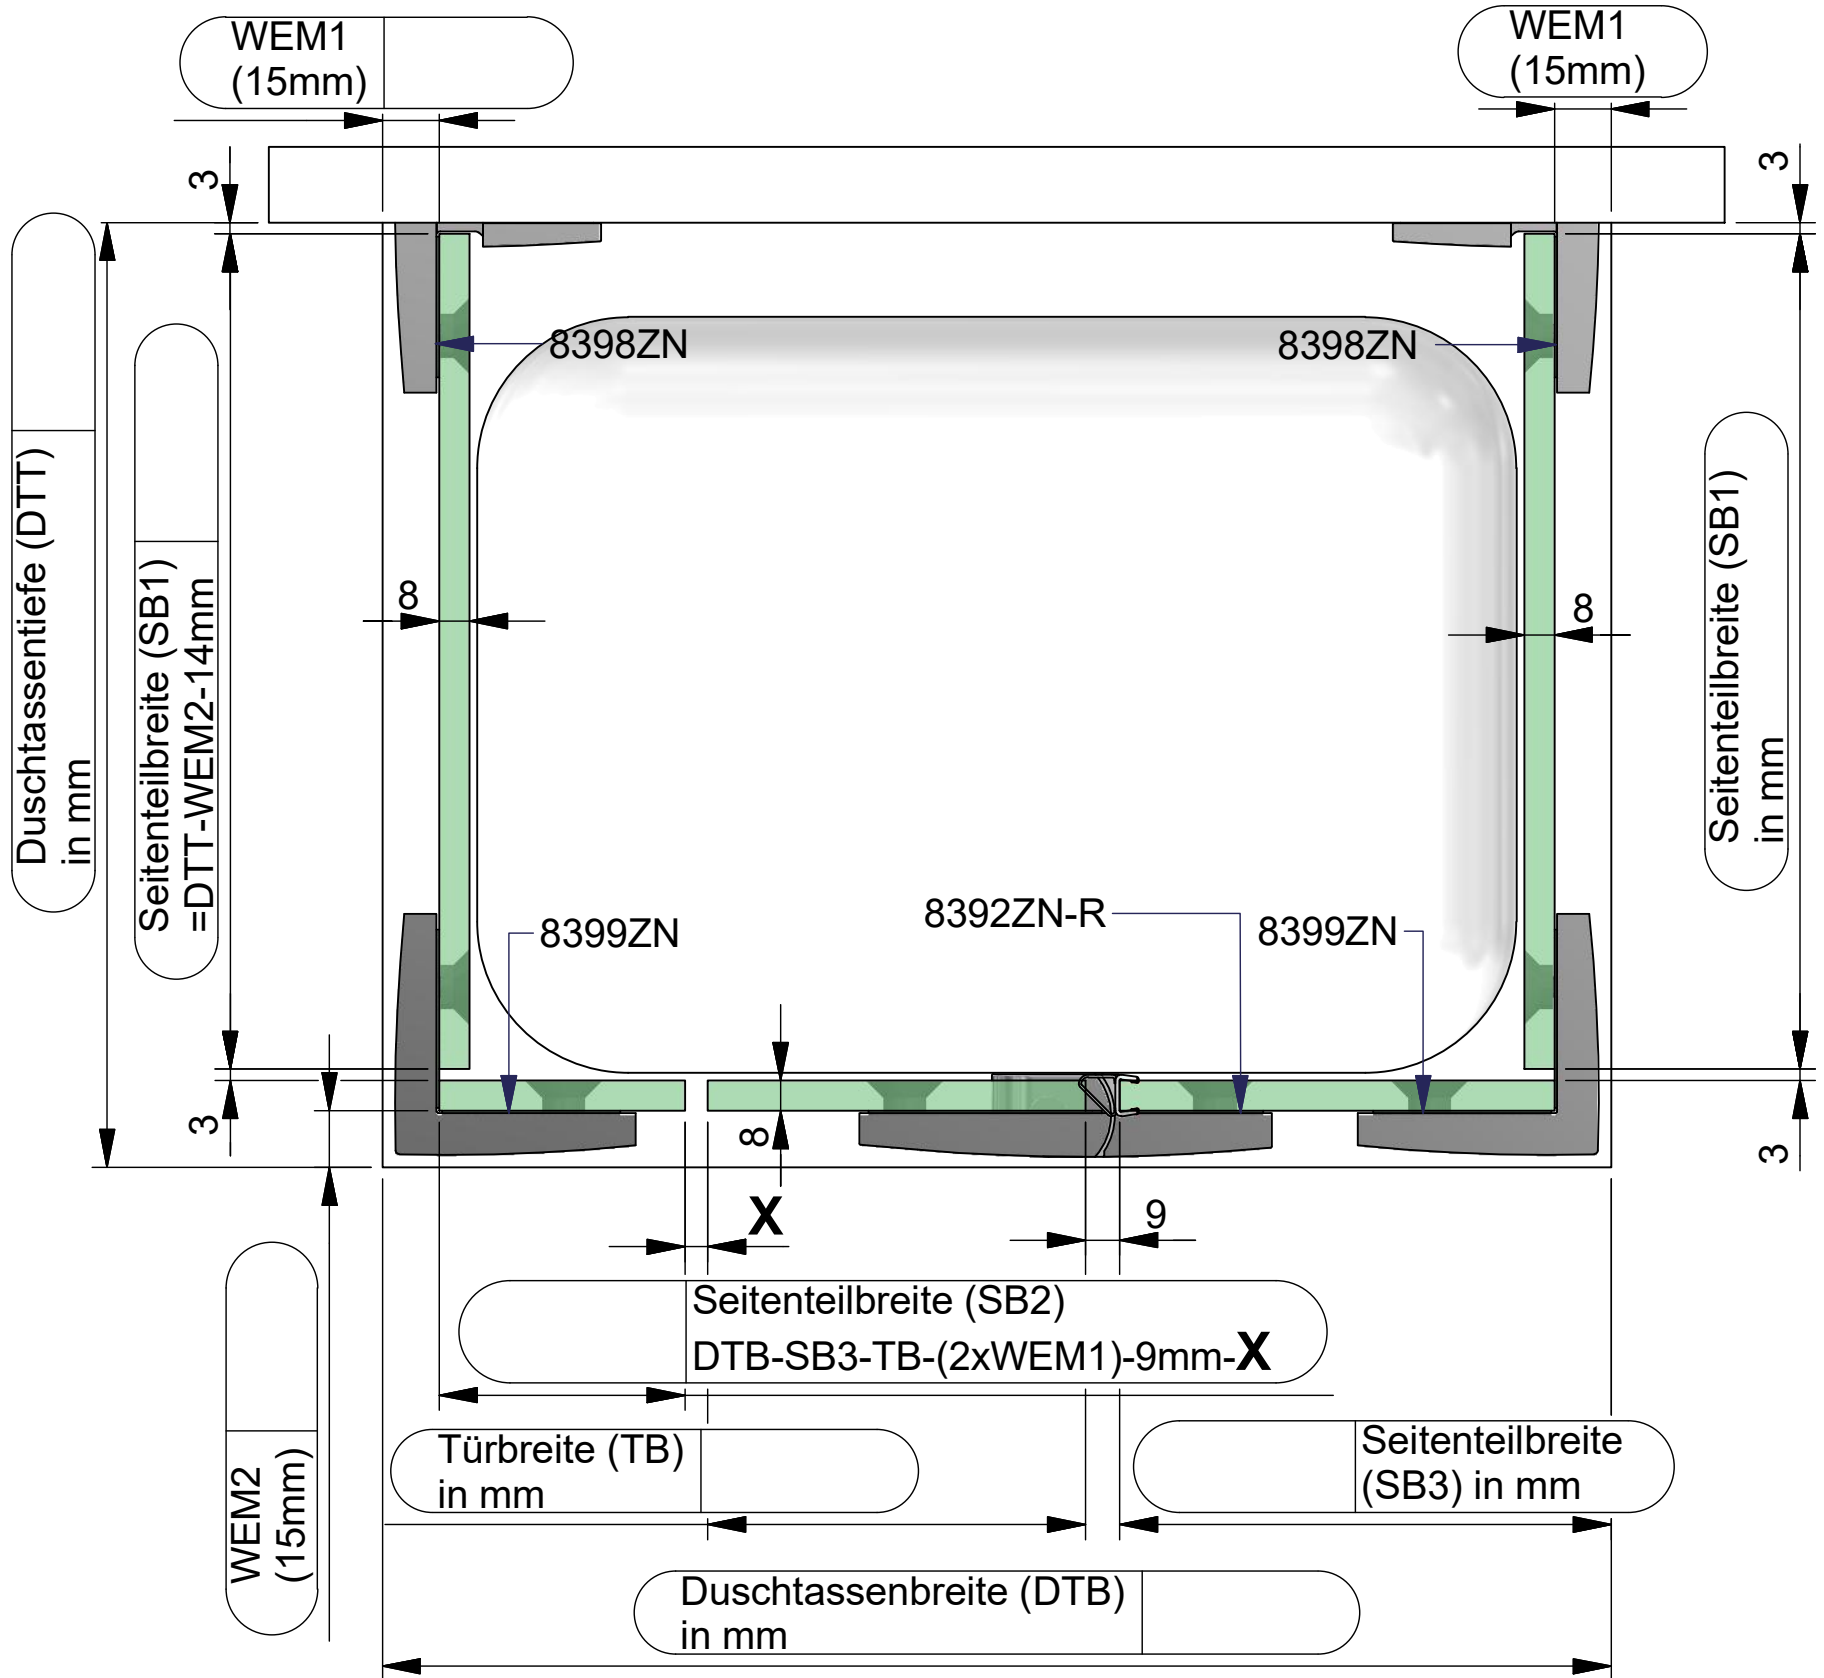 WEM1
(15mm)
WEM1
(15mm)
3
3
Duschtassentiefe (DTT)
in mm
Seitenteilbreite (SB1)
=DTT-WEM2-14mm
8398ZN
8398ZN
Seitenteilbreite (SB1)
in mm
8
8
8399ZN
8392ZN-R
8399ZN
3
8
3
X
9
WEM2
(15mm)
Seitenteilbreite (SB2)
DTB-SB3-TB-(2xWEM1)-9mm-X
Türbreite (TB)
in mm
Seitenteilbreite
(SB3) in mm
Duschtassenbreite (DTB)
in mm